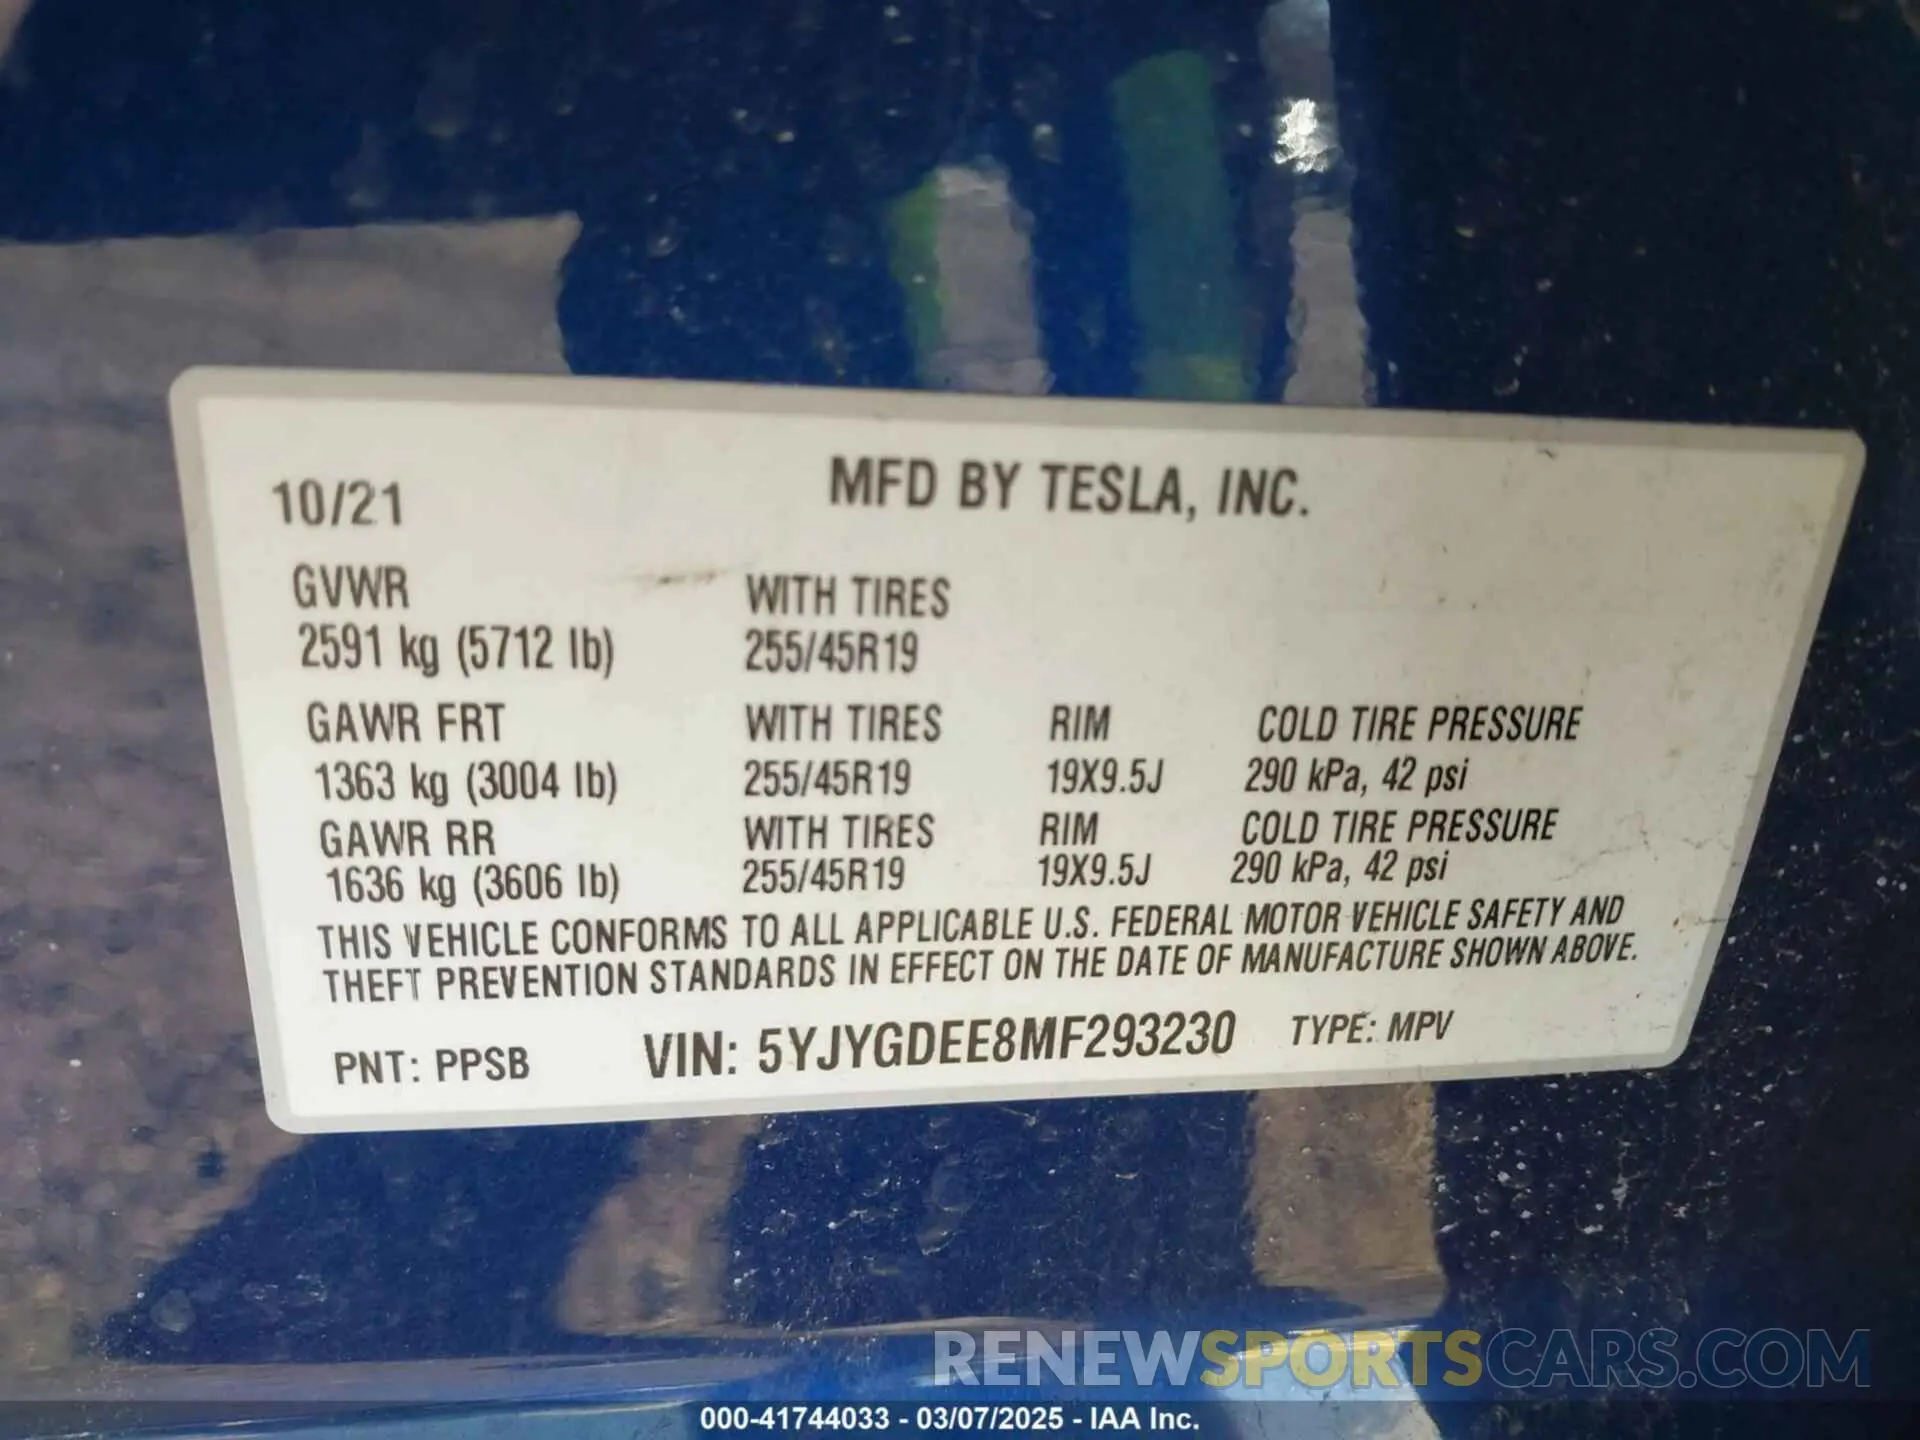 10/21 MFD BY TESLA, INC.
GVWR WITH TIRES
2591 kg (5712 lb) 255/45R19
GAWR FRT WITH TIRES RIM COLD TIRE PRESSURE
1363 kg (3004 lb) 255/45R19 19X9.5J 290 kPa, 42 psi
GAWR RR WITH TIRES RIM COLD TIRE PRESSURE
1636 kg (3606 lb) 255/45R19 19X9.5J 290 kPa, 42 psi
THIS VEHICLE CONFORMS TO ALL APPLICABLE U.S. FEDERAL MOTOR VEHICLE SAFETY AND
THEFT PREVENTION STANDARDS IN EFFECT ON THE DATE OF MANUFACTURE SHOWN ABOVE.
PNT: PPSB VIN: 5YJYGDEE8MF293230 TYPE: MPV
RENEWSPORTSCARS.COM
000-41744033 - 03/07/2025 - IAA Inc.